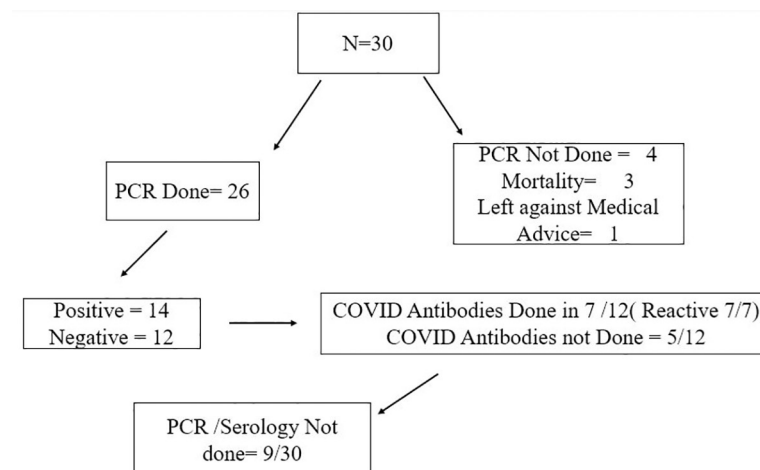 N=30
PCR Done= 26
PCR Not Done = 4
Mortality= 3
Left against Medical
Advice= 1
Positive = 14
Negative = 12
COVID Antibodies Done in 7 /12( Reactive 7/7)
COVID Antibodies not Done = 5/12
PCR /Serology Not
done= 9/30